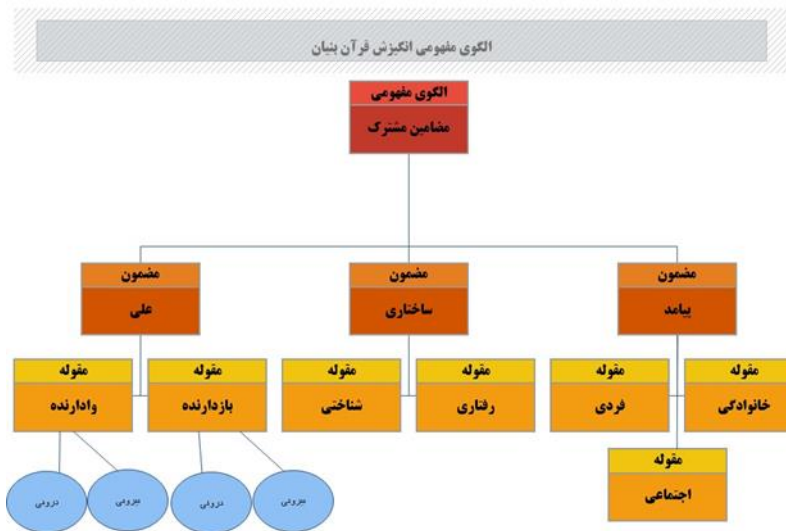 الگوی مفهومی انگیزش قرآن بنیان
الگوی مفهومی
مضامین مشترک
مضمون
پیامد
مضمون
ساختاری
مضمون
علی
مقوله
خانوادگی
مقوله
فردی
مقوله
رفتاری
مقوله
شناختی
مقوله
بازدارنده
مقوله
وادارنده
مقوله
اجتماعی
بیرونی
درونی
بیرونی
درونی